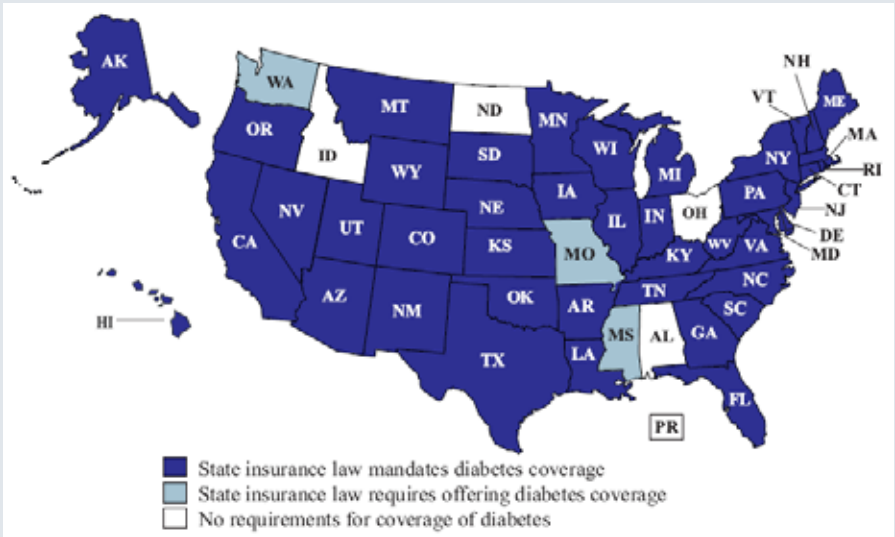 AK
WA
MT
ND
MN
OR
ID
WY
SD
WI
MI
NY
VT
NH
ME
MA
RI
CT
NJ
DE
MD
PA
NV
UT
CO
NE
IA
IL
IN
OH
WV
VA
CA
KS
MO
KY
NC
AZ
NM
OK
AR
TN
SC
HI
TX
LA
MS
AL
GA
FL
PR
State insurance law mandates diabetes coverage
State insurance law requires offering diabetes coverage
No requirements for coverage of diabetes